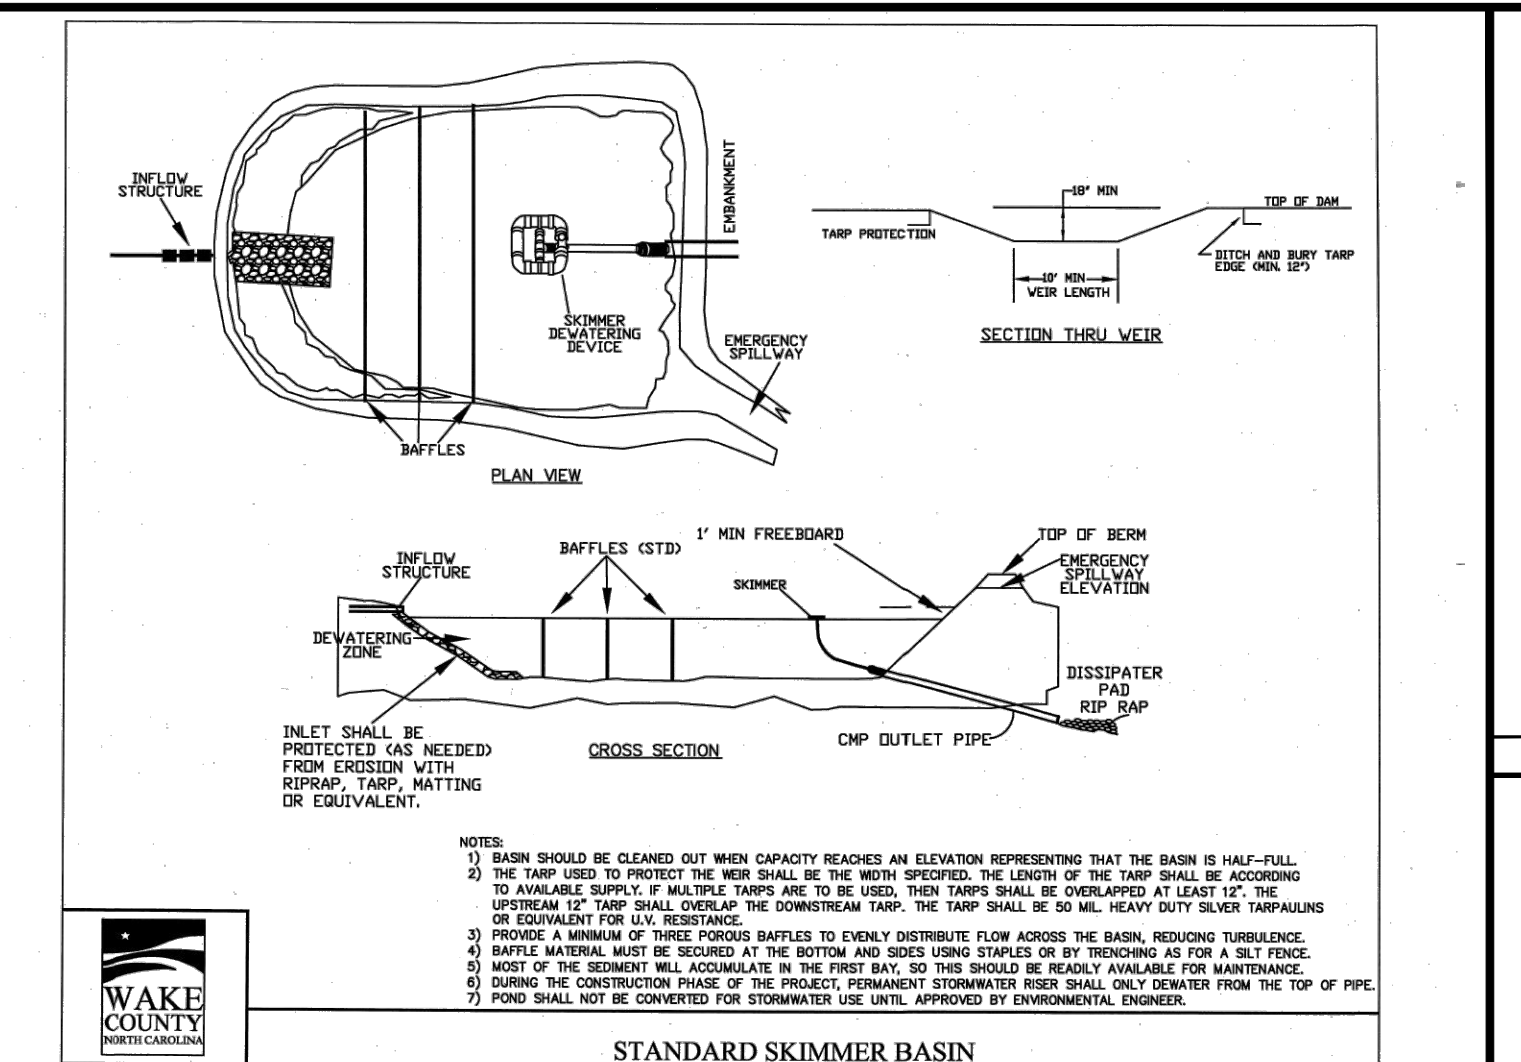 INFLOW
STRUCTURE
EMBANKMENT
SKIMMER
DEWATERING
DEVICE
EMERGENCY
SPILLWAY
BAFFLES
PLAN VIEW
18" MIN
TOP OF DAM
TARP PROTECTION
DITCH AND BURY TARP
EDGE (MIN. 12")
10' MIN
WEIR LENGTH
SECTION THRU WEIR
1' MIN FREEBOARD
TOP OF BERM
BAFFLES (STD)
INFLOW
STRUCTURE
EMERGENCY
SPILLWAY
ELEVATION
SKIMMER
DEWATERING
ZONE
DISSIPATER
PAD
RIP RAP
INLET SHALL BE
PROTECTED (AS NEEDED)
FROM EROSION WITH
RIPRAP, TARP, MATTING
OR EQUIVALENT.
CROSS SECTION
CMP OUTLET PIPE
NOTES:
1) BASIN SHOULD BE CLEANED OUT WHEN CAPACITY REACHES AN ELEVATION REPRESENTING THAT THE BASIN IS HALF-FULL.
2) THE TARP USED TO PROTECT THE WEIR SHALL BE THE WIDTH SPECIFIED. THE LENGTH OF THE TARP SHALL BE ACCORDING
TO AVAILABLE SUPPLY. IF MULTIPLE TARPS ARE TO BE USED, THEN TARPS SHALL BE OVERLAPPED AT LEAST 12". THE
UPSTREAM 12" TARP SHALL OVERLAP THE DOWNSTREAM TARP. THE TARP SHALL BE 50 MIL. HEAVY DUTY SILVER TARPAULINS
OR EQUIVALENT FOR U.V. RESISTANCE.
3) PROVIDE A MINIMUM OF THREE POROUS BAFFLES TO EVENLY DISTRIBUTE FLOW ACROSS THE BASIN, REDUCING TURBULENCE.
4) BAFFLE MATERIAL MUST BE SECURED AT THE BOTTOM AND SIDES USING STAPLES OR BY TRENCHING AS FOR A SILT FENCE.
5) MOST OF THE SEDIMENT WILL ACCUMULATE IN THE FIRST BAY, SO THIS SHOULD BE READILY AVAILABLE FOR MAINTENANCE.
6) DURING THE CONSTRUCTION PHASE OF THE PROJECT, PERMANENT STORMWATER RISER SHALL ONLY DEWATER FROM THE TOP OF PIPE.
7) POND SHALL NOT BE CONVERTED FOR STORMWATER USE UNTIL APPROVED BY ENVIRONMENTAL ENGINEER.
WAKE
COUNTY
NORTH CAROLINA
STANDARD SKIMMER BASIN